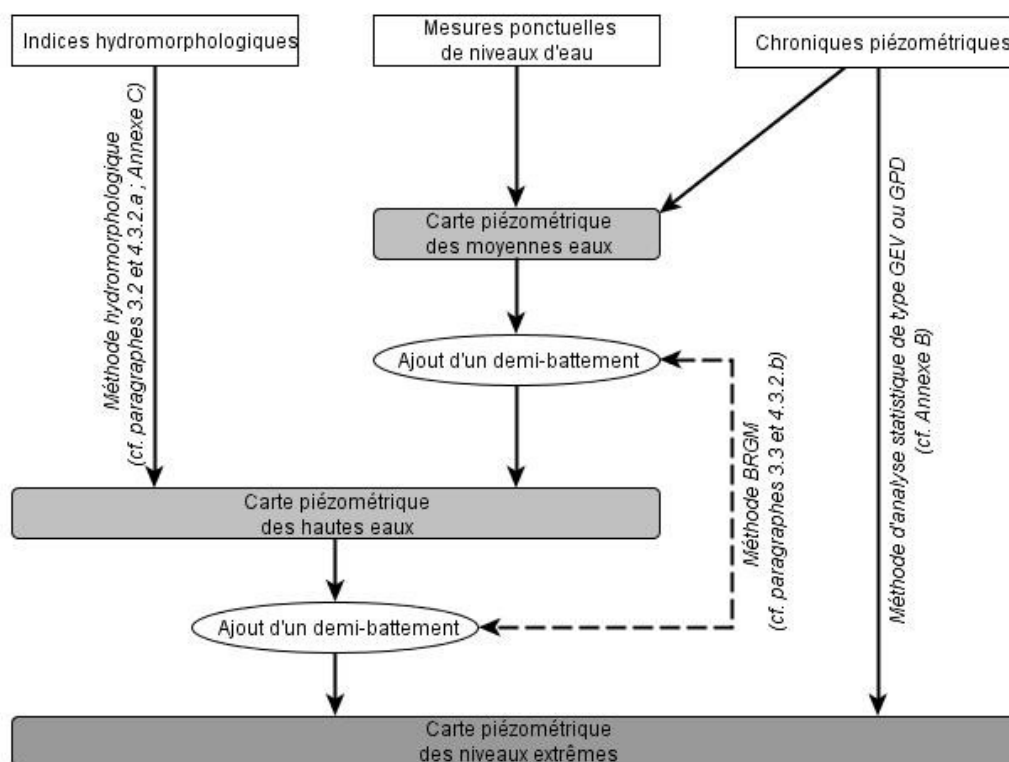 Indices hydromorphologiques
Mesures ponctuelles
de niveaux d'eau
Chroniques piézométriques
Méthode hydromorphologique
(cf. paragraphes 3.2 et 4.3.2.a ; Annexe C)
Carte piézométrique
des moyennes eaux
Ajout d'un demi-battement
Méthode BRGM
(cf. paragraphes 3.3 et 4.3.2.b)
Méthode d'analyse statistique de type GEV ou GPD
(cf. Annexe B)
Carte piézométrique
des hautes eaux
Ajout d'un demi-battement
Carte piézométrique
des niveaux extrêmes